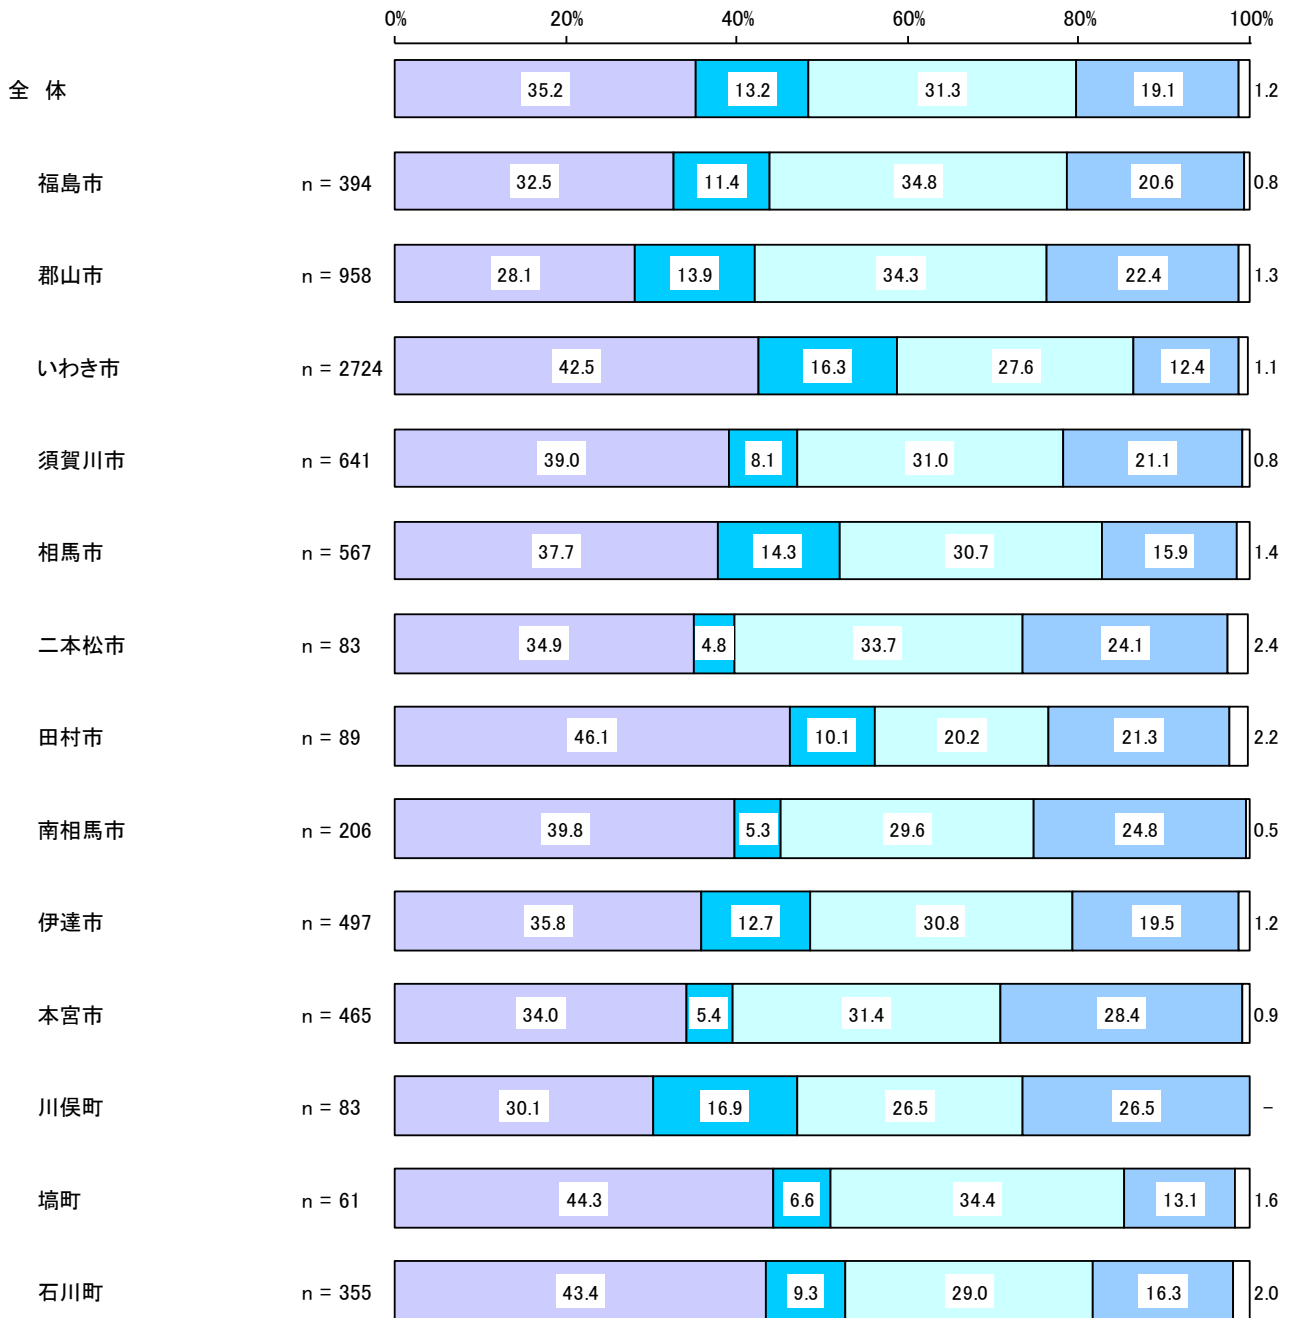 0% 20% 40% 60% 80% 100%
全 体 35.2 13.2 31.3 19.1 1.2
福島市 n = 394 32.5 11.4 34.8 20.6 0.8
郡山市 n = 958 28.1 13.9 34.3 22.4 1.3
いわき市 n = 2724 42.5 16.3 27.6 12.4 1.1
須賀川市 n = 641 39.0 8.1 31.0 21.1 0.8
相馬市 n = 567 37.7 14.3 30.7 15.9 1.4
二本松市 n = 83 34.9 4.8 33.7 24.1 2.4
田村市 n = 89 46.1 10.1 20.2 21.3 2.2
南相馬市 n = 206 39.8 5.3 29.6 24.8 0.5
伊達市 n = 497 35.8 12.7 30.8 19.5 1.2
本宮市 n = 465 34.0 5.4 31.4 28.4 0.9
川俣町 n = 83 30.1 16.9 26.5 26.5 -
塙町 n = 61 44.3 6.6 34.4 13.1 1.6
石川町 n = 355 43.4 9.3 29.0 16.3 2.0